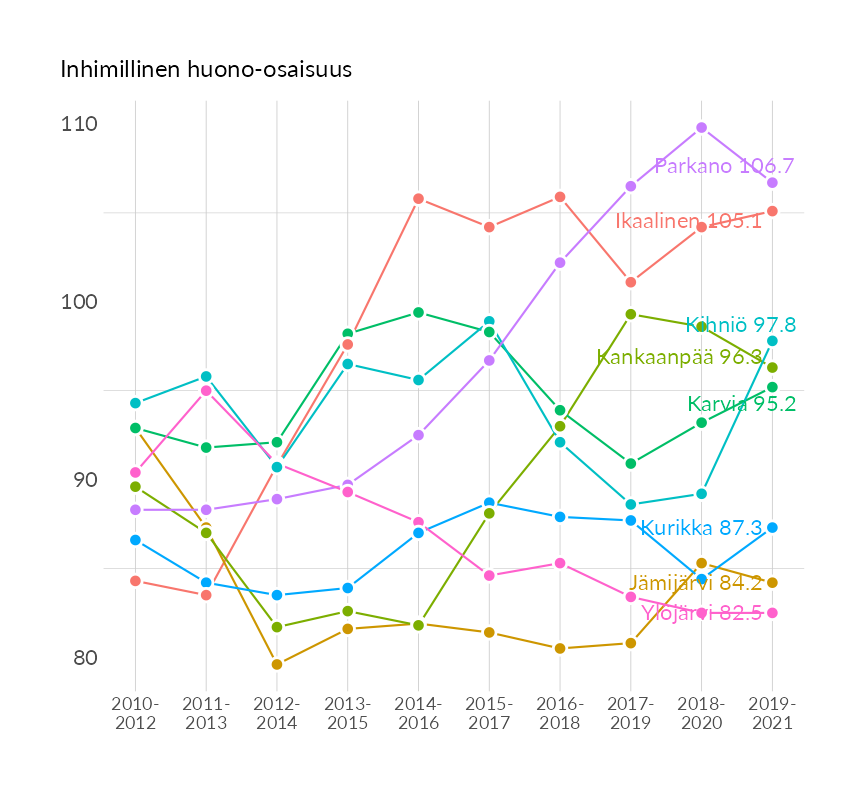 Inhimillinen huono-osaisuus
110
100
90
80
Parkano 106.7
Ikaalinen 105.1
Kihniö 97.8
Kankaanpää 96.3
Karvia 95.2
Kurikka 87.3
Jämijärvi 84.2
Ylöjärvi 82.5
2010- 2011- 2012- 2013- 2014- 2015- 2016- 2017- 2018- 2019-
2012 2013 2014 2015 2016 2017 2018 2019 2020 2021